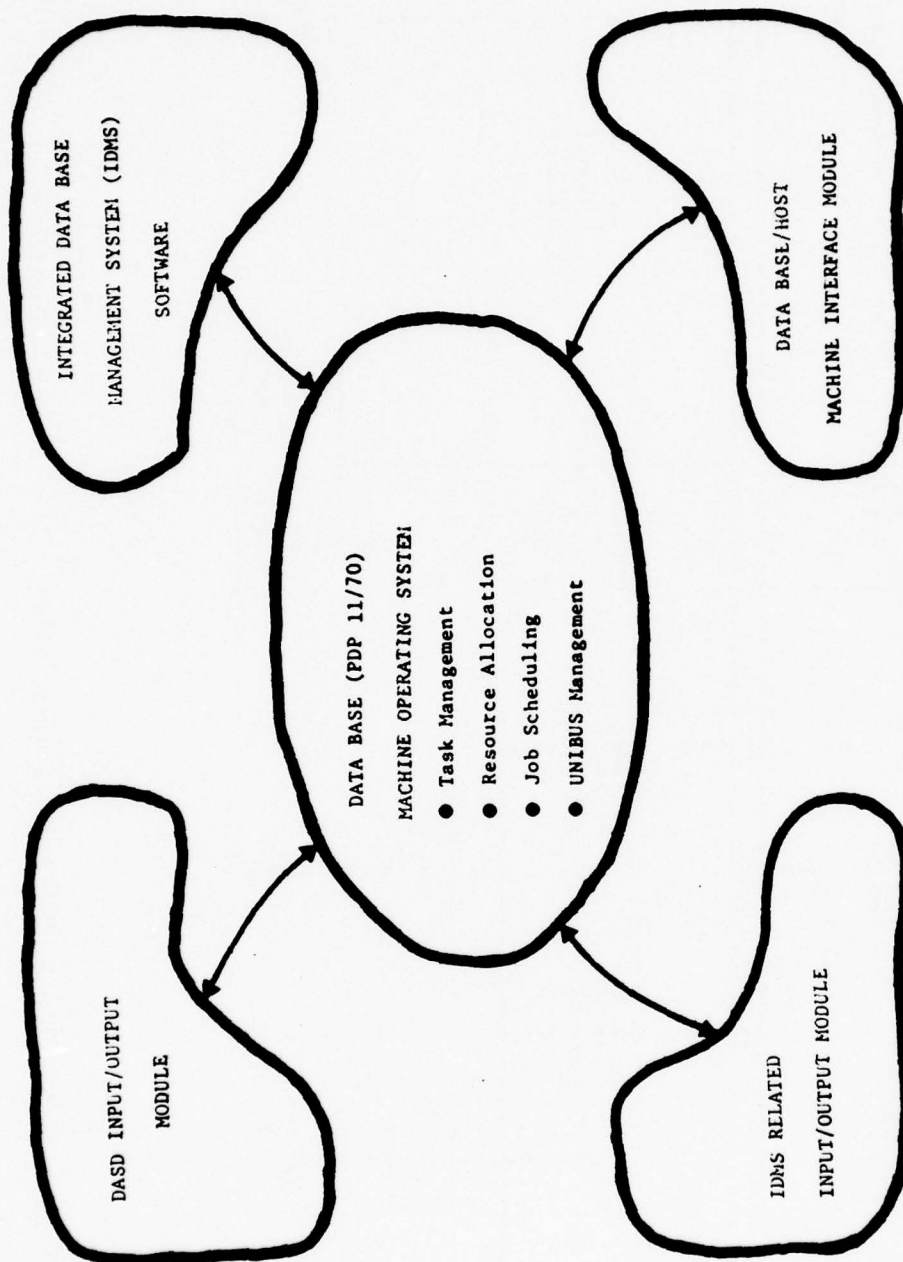 DASD INPUT/OUTPUT
MODULE
INTEGRATED DATA BASE
MANAGEMENT SYSTEM (IDMS)
SOFTWARE
DATA BASE (PDP 11/70)
MACHINE OPERATING SYSTEM
● Task Management
● Resource Allocation
● Job Scheduling
● UNIBUS Management
IDMS RELATED
INPUT/OUTPUT MODULE
DATA BASE/HOST
MACHINE INTERFACE MODULE